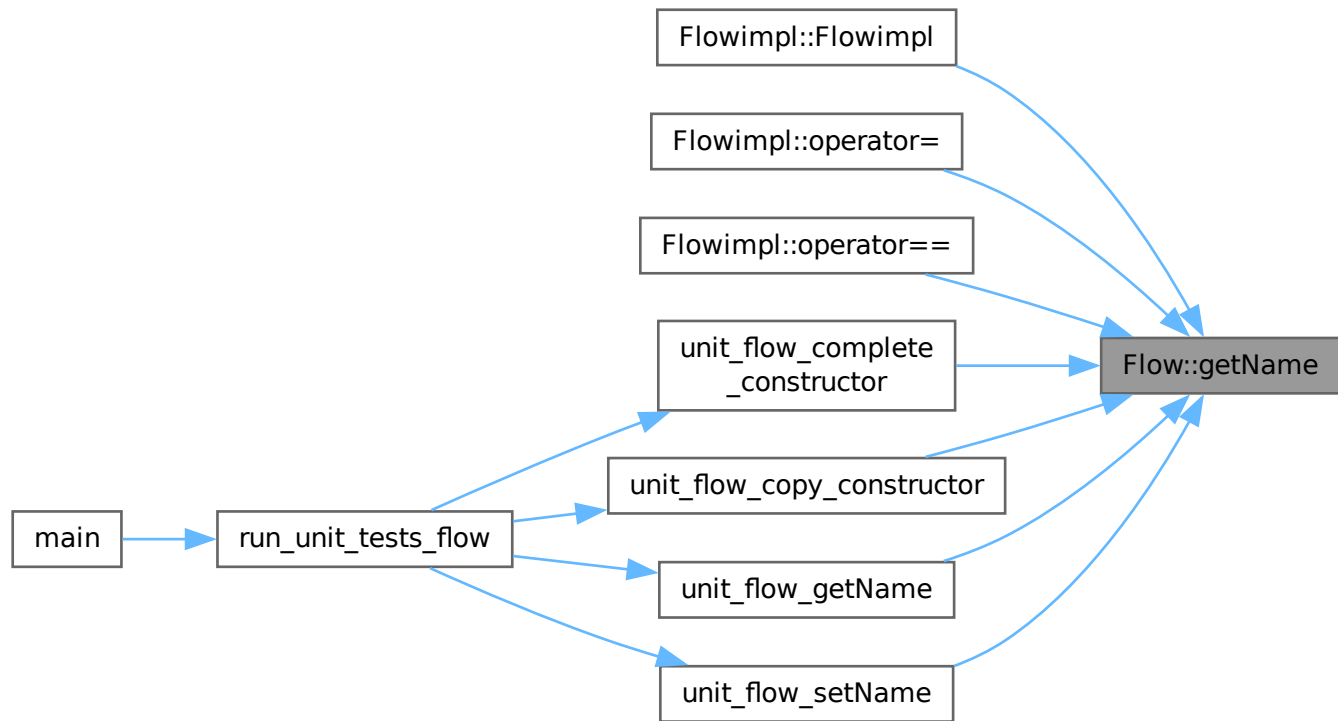 Flowimpl::Flowimpl
Flowimpl::operator=
Flowimpl::operator==
unit_flow_complete
_constructor
Flow::getName
unit_flow_copy_constructor
main
run_unit_tests_flow
unit_flow_getName
unit_flow_setName